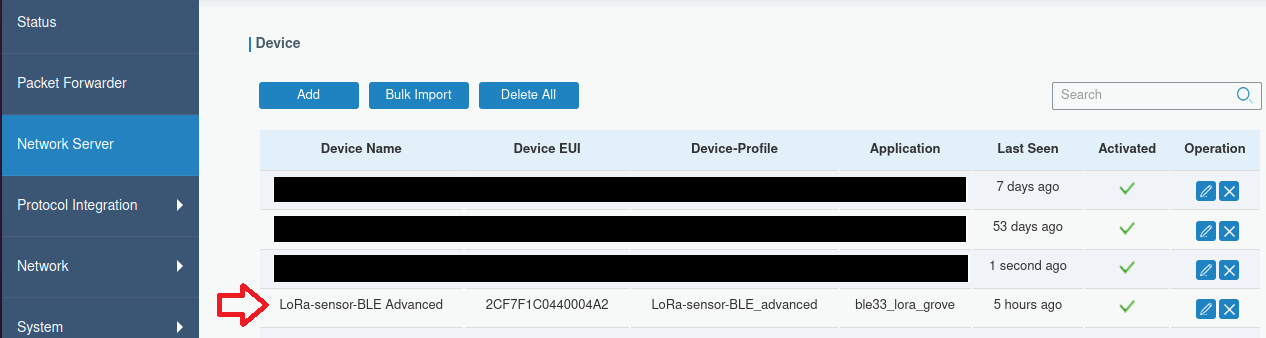 Status
Packet Forwarder
Network Server
Protocol Integration
Network
System
Device
Add Bulk Import Delete All Search
Device Name Device EUI Device-Profile Application Last Seen Activated Operation
7 days ago
53 days ago
1 second ago
LoRa-sensor-BLE Advanced 2CF7F1C0440004A2 LoRa-sensor-BLE_advanced ble33_lora_grove 5 hours ago